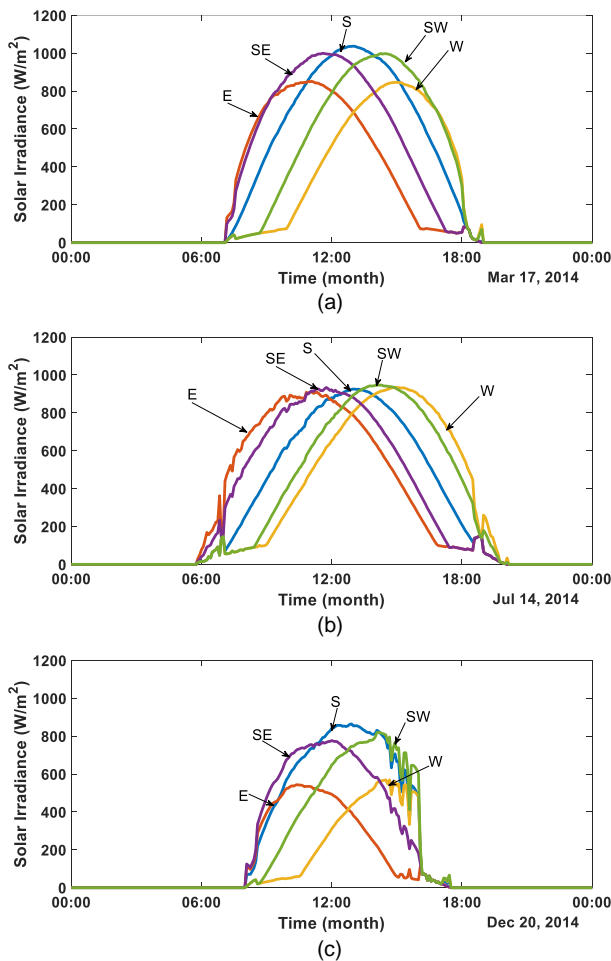 1200
1000
800
600
400
200
0
Solar Irradiance (W/m²)
S
SE
SW
W
E
00:00 06:00 12:00 18:00 00:00
Time (month)
Mar 17, 2014
(a)
1200
1000
800
600
400
200
0
Solar Irradiance (W/m²)
S
SE
SW
E
W
00:00 06:00 12:00 18:00 00:00
Time (month)
Jul 14, 2014
(b)
1200
1000
800
600
400
200
0
Solar Irradiance (W/m²)
S
SW
SE
W
E
00:00 06:00 12:00 18:00 00:00
Time (month)
Dec 20, 2014
(c)